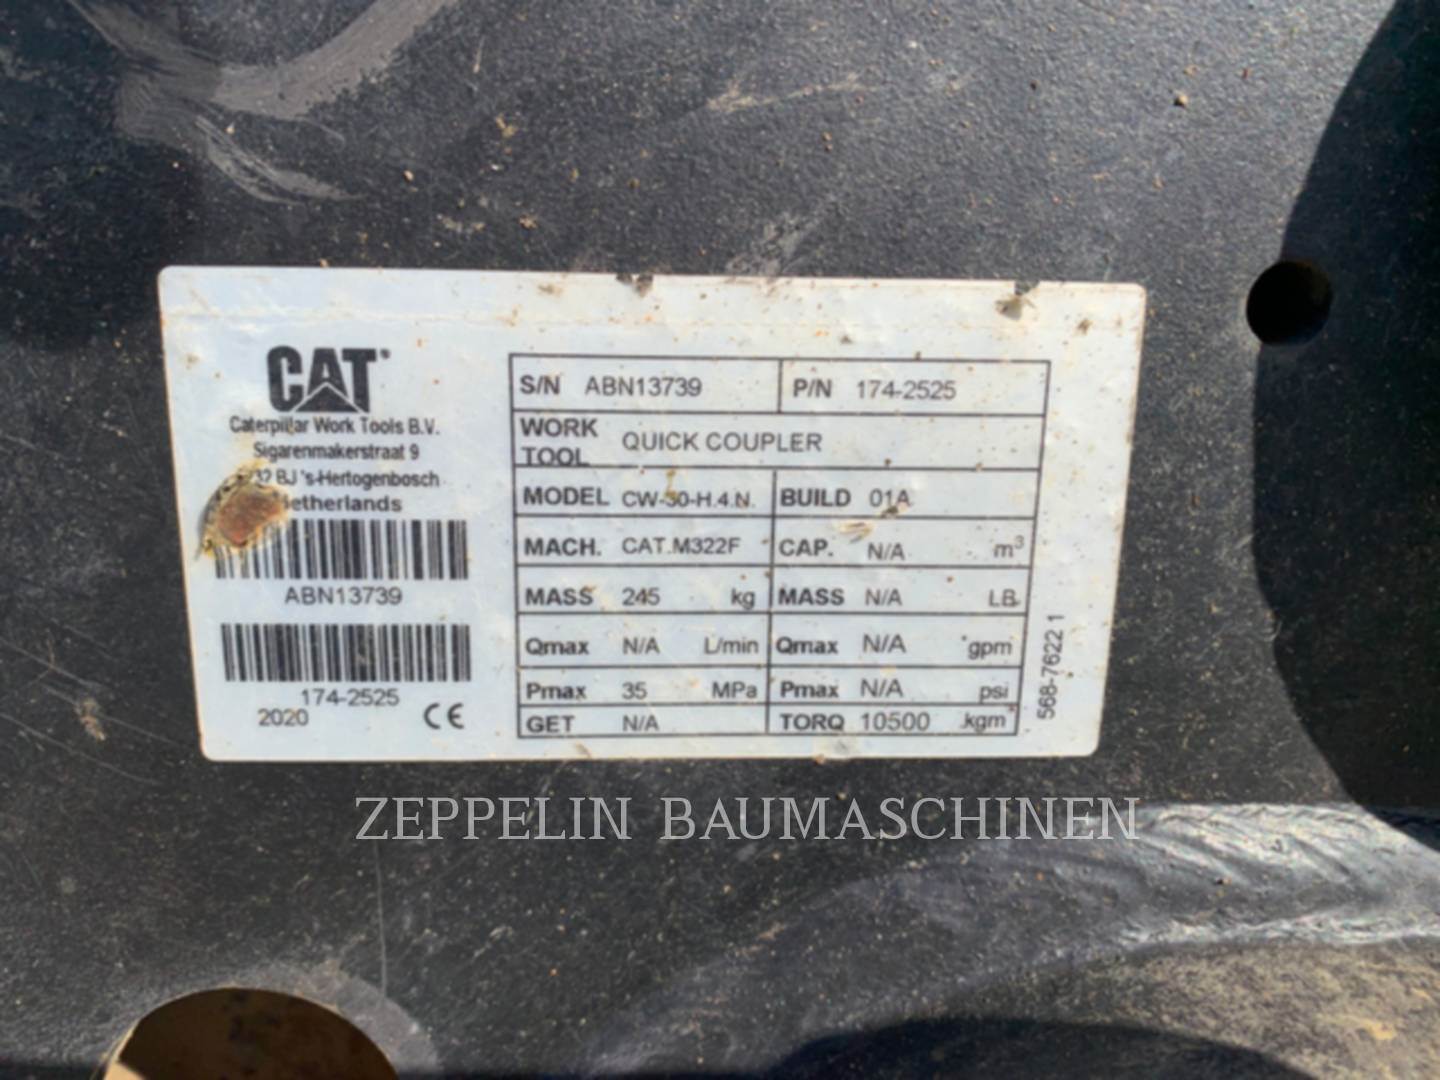 CAT
Caterpillar Work Tools B.V.
Sigarenmakerstraat 9
BJ 's-Hertogenbosch
Netherlands
ABN13739
174-2525
2020 CE
S/N ABN13739 P/N 174-2525
WORK TOOL QUICK COUPLER
MODEL CW-30-H.4.N. BUILD 01A
MACH. CAT.M322F CAP. N/A m³
MASS 245 kg MASS N/A LB
Qmax N/A L/min Qmax N/A gpm
Pmax 35 MPa Pmax N/A psi
GET N/A TORQ 10500 kgm
568-7622 1
ZEPPELIN BAUMASCHINEN